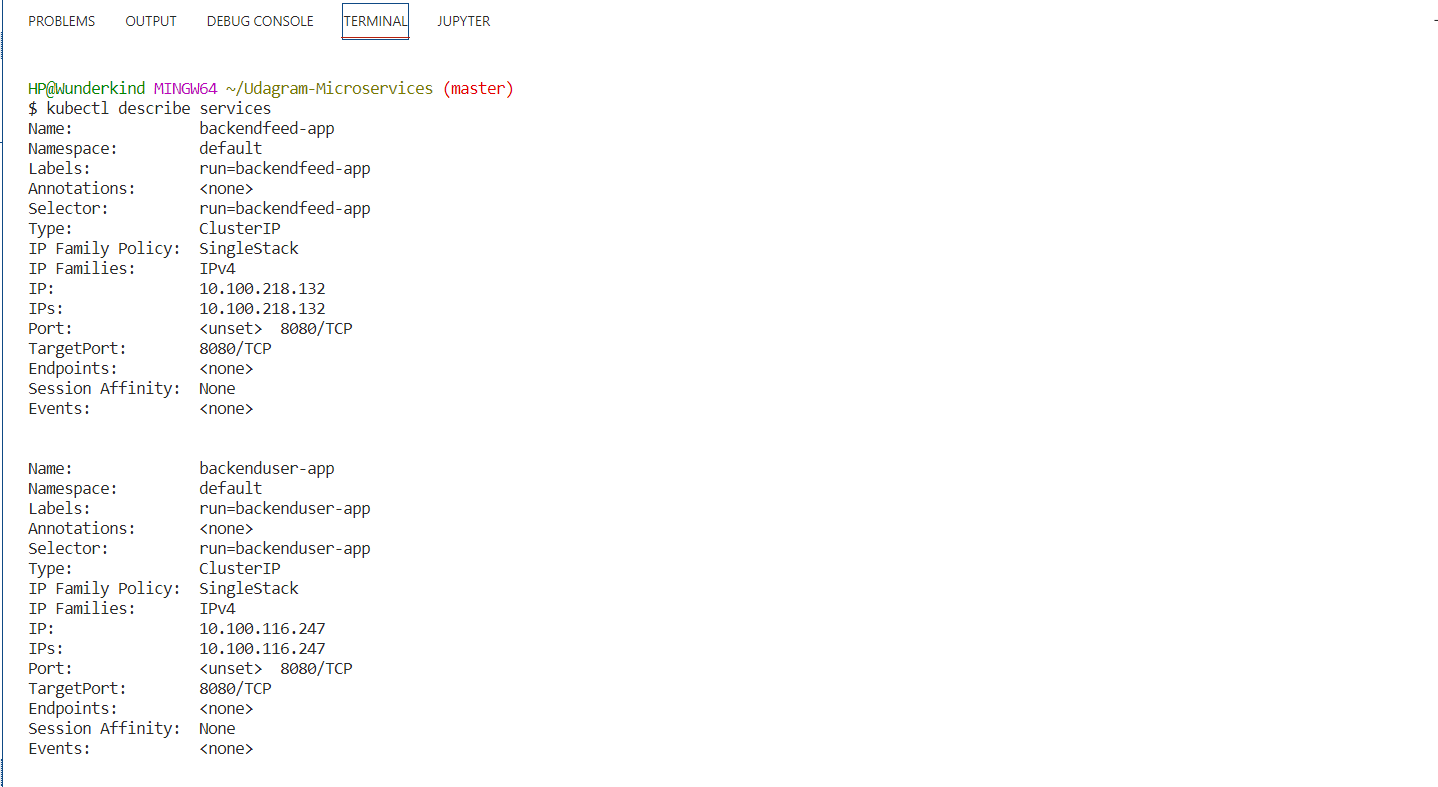 PROBLEMS OUTPUT DEBUG CONSOLE TERMINAL JUPYTER
HP@Wunderkind MINGW64 ~/Udagram-Microservices (master)
$ kubectl describe services
Name: backendfeed-app
Namespace: default
Labels: run=backendfeed-app
Annotations: <none>
Selector: run=backendfeed-app
Type: ClusterIP
IP Family Policy: SingleStack
IP Families: IPv4
IP: 10.100.218.132
IPs: 10.100.218.132
Port: <unset> 8080/TCP
TargetPort: 8080/TCP
Endpoints: <none>
Session Affinity: None
Events: <none>
Name: backenduser-app
Namespace: default
Labels: run=backenduser-app
Annotations: <none>
Selector: run=backenduser-app
Type: ClusterIP
IP Family Policy: SingleStack
IP Families: IPv4
IP: 10.100.116.247
IPs: 10.100.116.247
Port: <unset> 8080/TCP
TargetPort: 8080/TCP
Endpoints: <none>
Session Affinity: None
Events: <none>